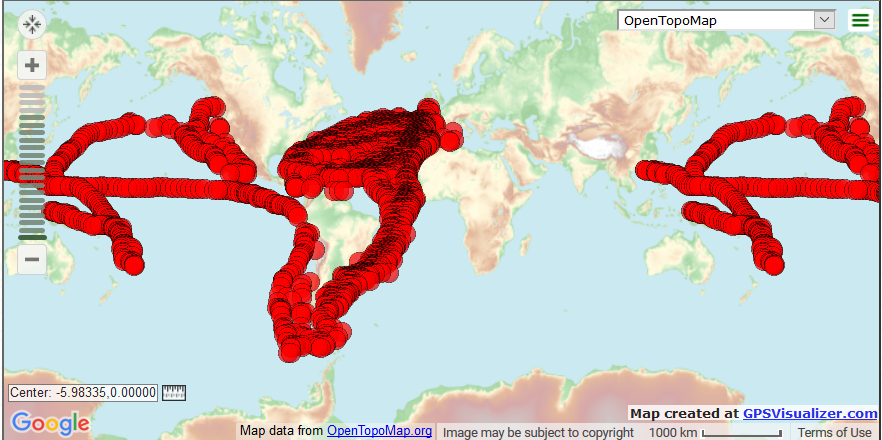 OpenTopoMap
Center: -5.98335,0.00000
Map created at GPSVisualizer.com
Google
Map data from OpenTopoMap.org
Image may be subject to copyright
1000 km
Terms of Use